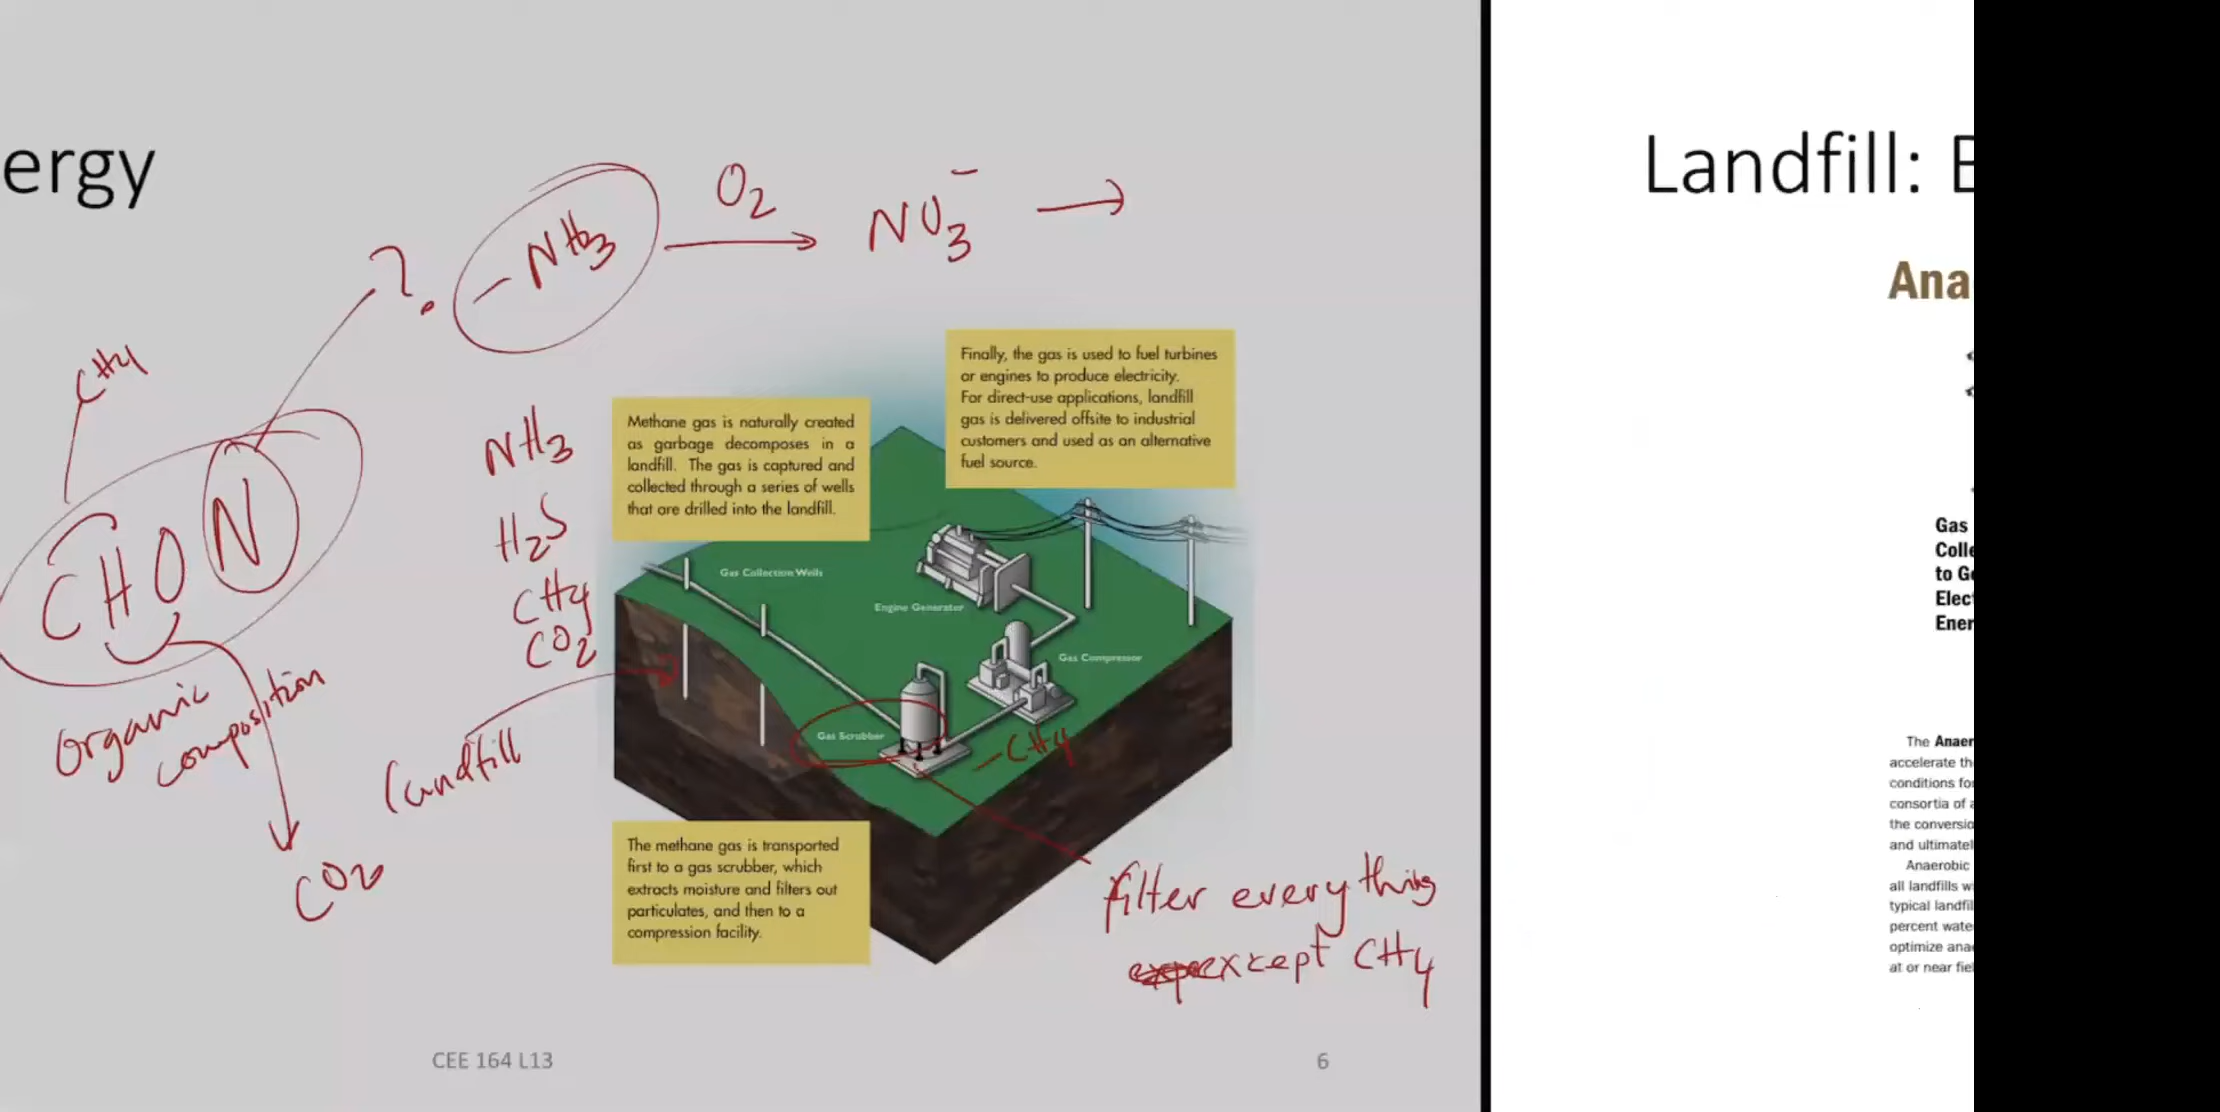 ergy
O2
-NH3
NO3-
?.
CH4
CHON
Organic
composition
CO2
NH3
H2S
CH4
CO2
landfill
Methane gas is naturally created
as garbage decomposes in a
landfill. The gas is captured and
collected through a series of wells
that are drilled into the landfill.
Finally, the gas is used to fuel turbines
or engines to produce electricity.
For direct-use applications, landfill
gas is delivered offsite to industrial
customers and used as an alternative
fuel source.
Gas Collection Wells
Engine Generator
Gas Compressor
Gas Scrubber
-CH4
The methane gas is transported
first to a gas scrubber, which
extracts moisture and filters out
particulates, and then to a
compression facility.
filter everything
except CH4
CEE 164 L13
6
Landfill: E
Ana
Gas
Colle
to Ge
Elect
Ener
The Anaer
accelerate th
conditions fo
consortia of a
the conversio
and ultimatel
Anaerobic
all landfills w
typical landfil
percent wate
optimize ana
at or near fie